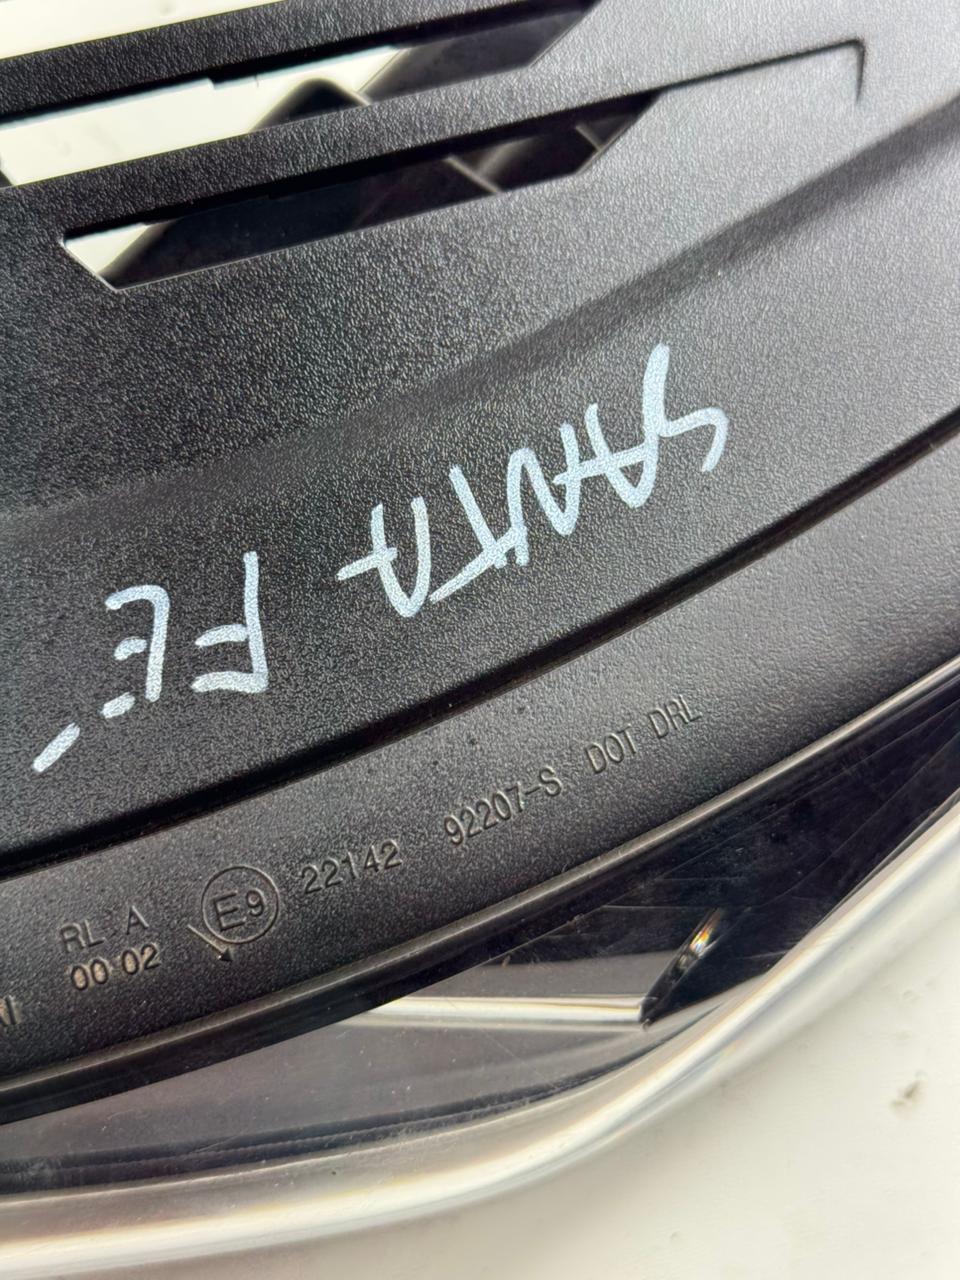 SANTA FE
RL A E9 22142 92207-S DOT DRL
00 02